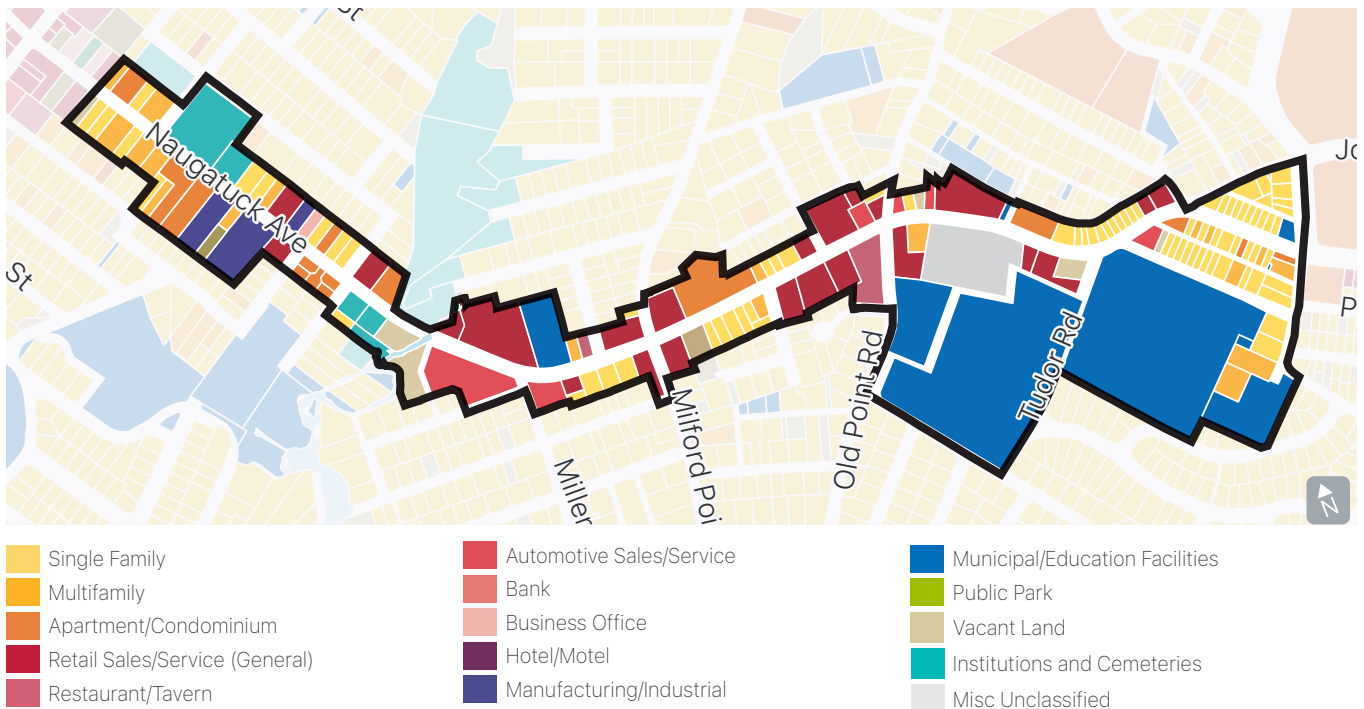 St
Naugatuck Ave
St
Jo
P
Old Point Rd
Tudor Rd
Milford Poi
Miller
N
Single Family
Multifamily
Apartment/Condominium
Retail Sales/Service (General)
Restaurant/Tavern
Automotive Sales/Service
Bank
Business Office
Hotel/Motel
Manufacturing/Industrial
Municipal/Education Facilities
Public Park
Vacant Land
Institutions and Cemeteries
Misc Unclassified